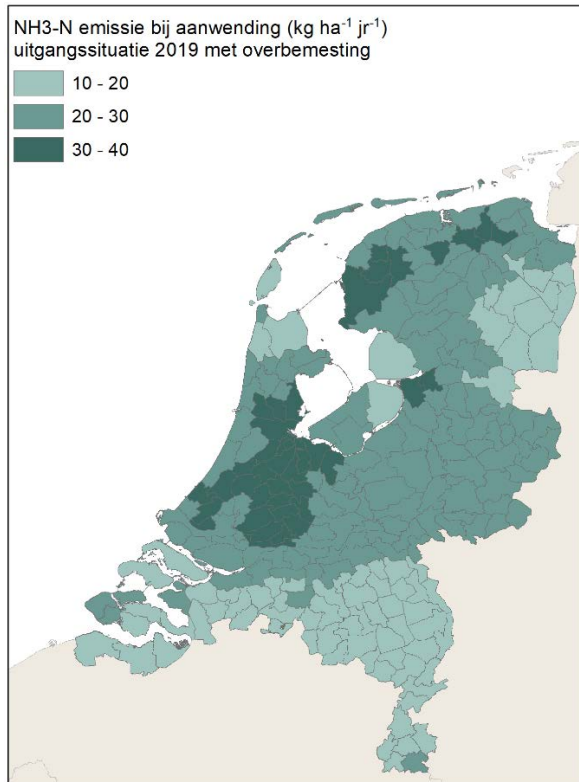 NH3-N emissie bij aanwending (kg ha⁻¹ jr⁻¹)
uitgangssituatie 2019 met overbemesting
10 - 20
20 - 30
30 - 40